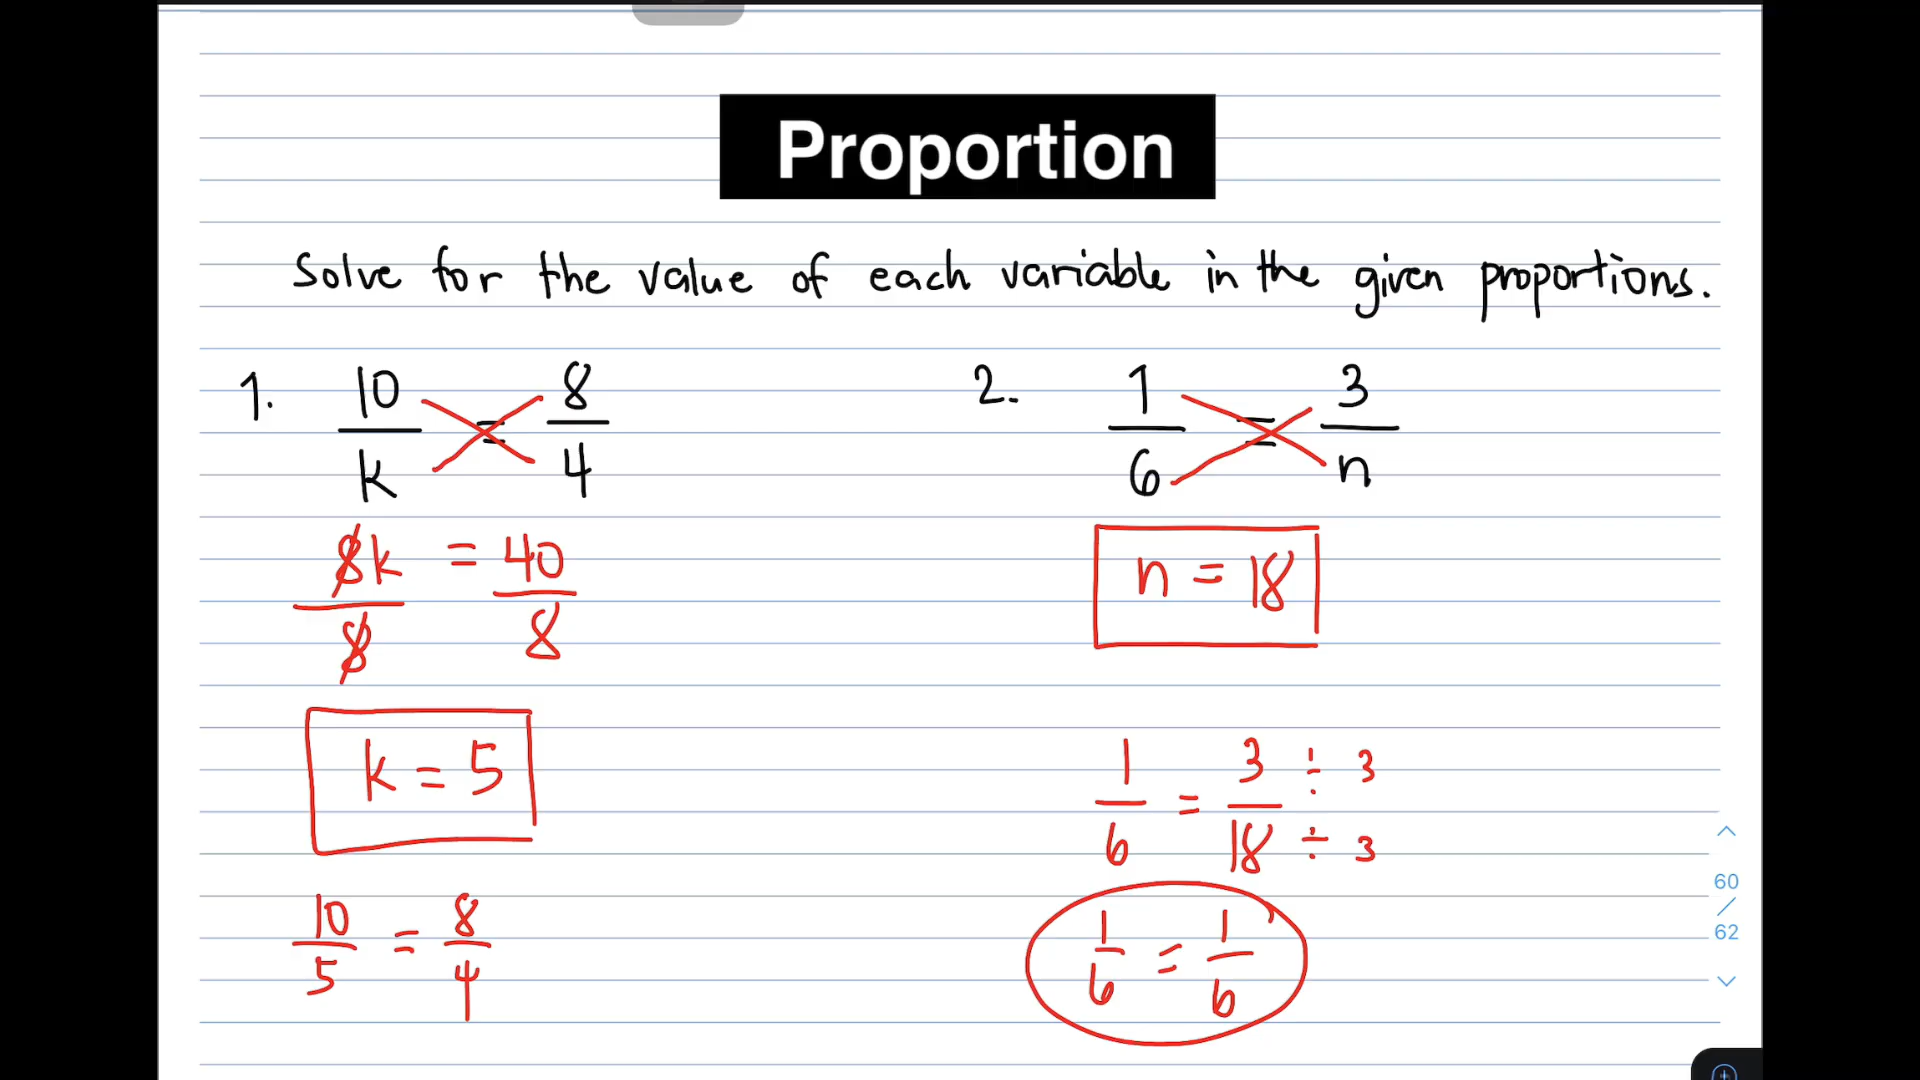 Proportion
Solve for the value of each variable in the given proportions.
1. 10/k = 8/4
8k/8 = 40/8
k = 5
10/5 = 8/4
2. 1/6 = 3/n
n = 18
1/6 = 3/18 ÷ 3 ÷ 3
1/6 = 1/6
60
/
62